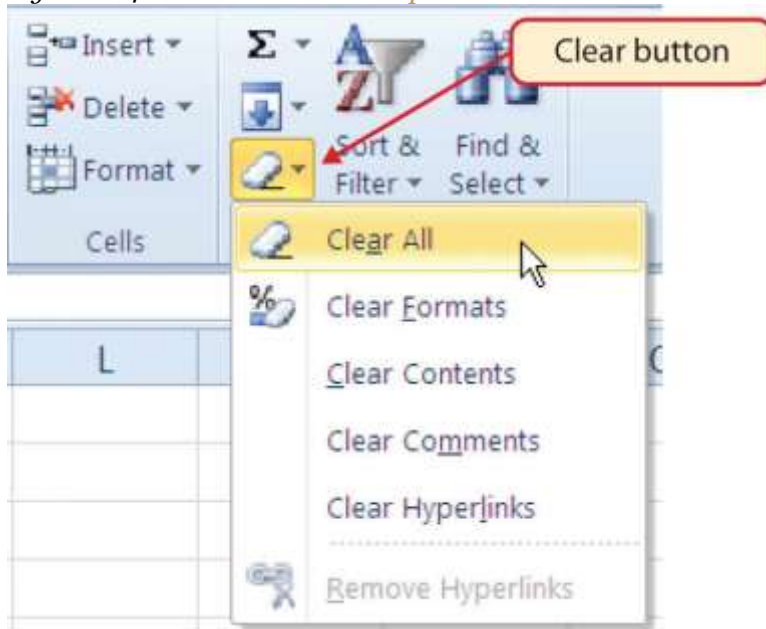 Insert
Σ
Clear button
Delete
A
Z
Format
Sort &
Filter
Find &
Select
Cells
Clear All
%
Clear Formats
L
Clear Contents
Clear Comments
Clear Hyperlinks
Remove Hyperlinks